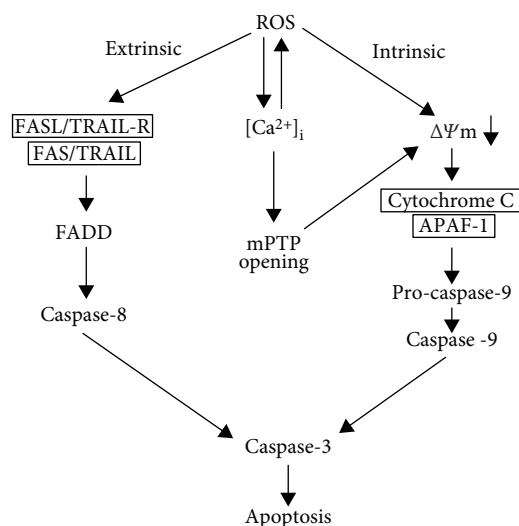 ROS
Extrinsic
Intrinsic
FASL/TRAIL-R
FAS/TRAIL
[Ca²⁺]ᵢ
ΔΨm
Cytochrome C
APAF-1
FADD
mPTP
opening
Pro-caspase-9
Caspase-8
Caspase -9
Caspase-3
Apoptosis